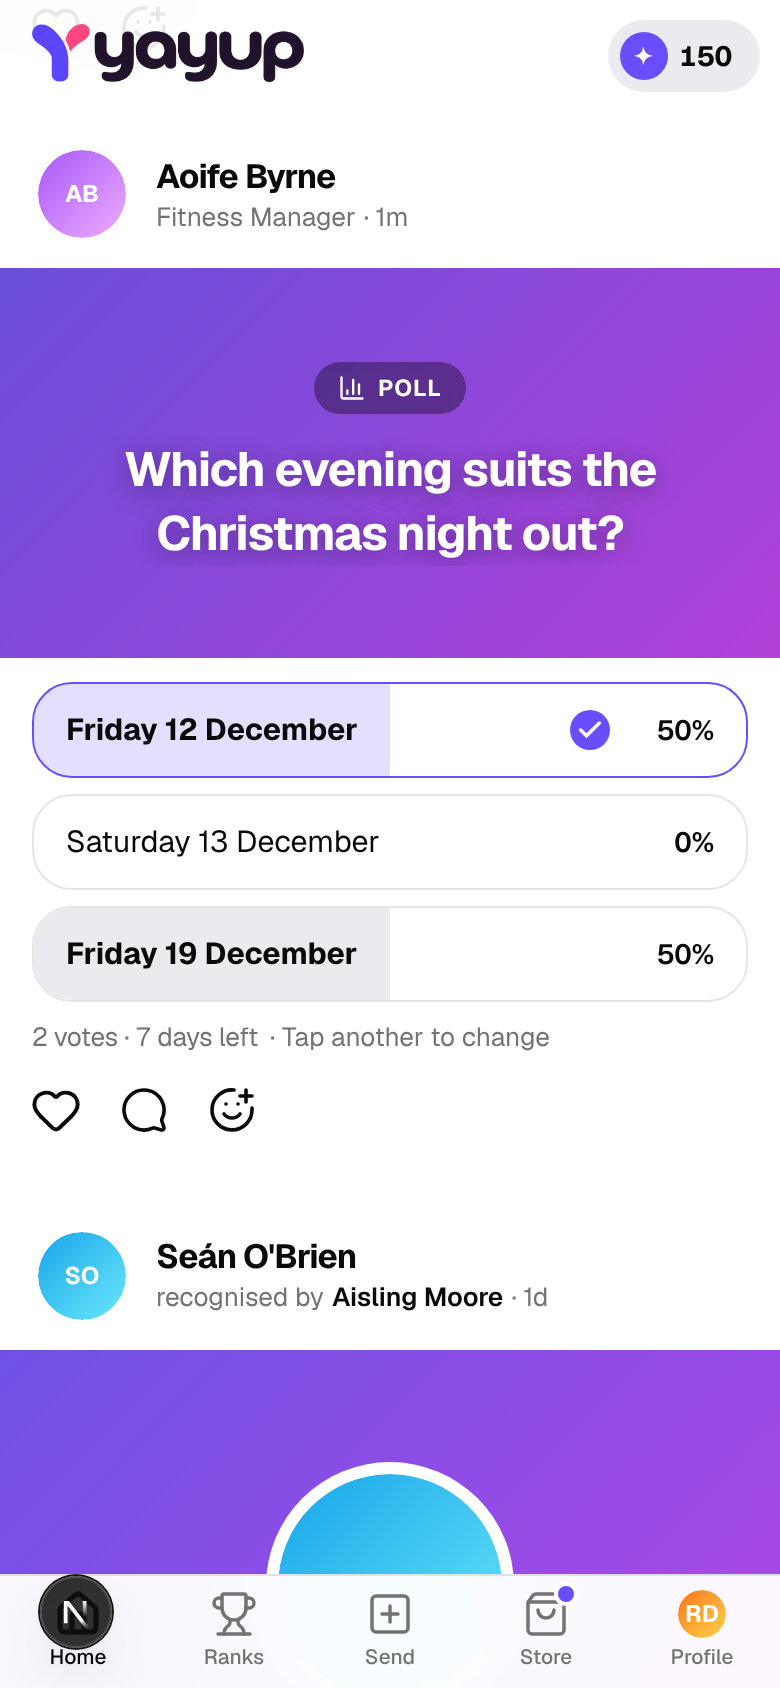 yayup
150
AB
Aoife Byrne
Fitness Manager · 1m
POLL
Which evening suits the
Christmas night out?
Friday 12 December 50%
Saturday 13 December 0%
Friday 19 December 50%
2 votes · 7 days left · Tap another to change
SO
Seán O'Brien
recognised by Aisling Moore · 1d
N
RD
Home Ranks Send Store Profile